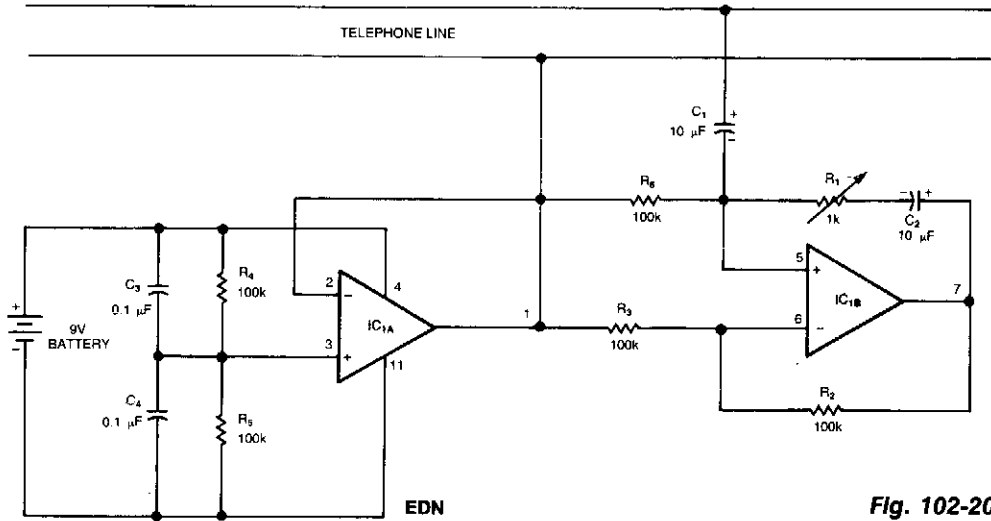 TELEPHONE LINE
C1
10 µF
+
-
R6
100k
R1
1k
- +
C2
10 µF
+
9V
BATTERY
-
C3
0.1 µF
R4
100k
2
-
4
IC1A
3
+
11
1
R3
100k
5
+
IC1B
6
-
7
R2
100k
C4
0.1 µF
R5
100k
EDN
Fig. 102-20